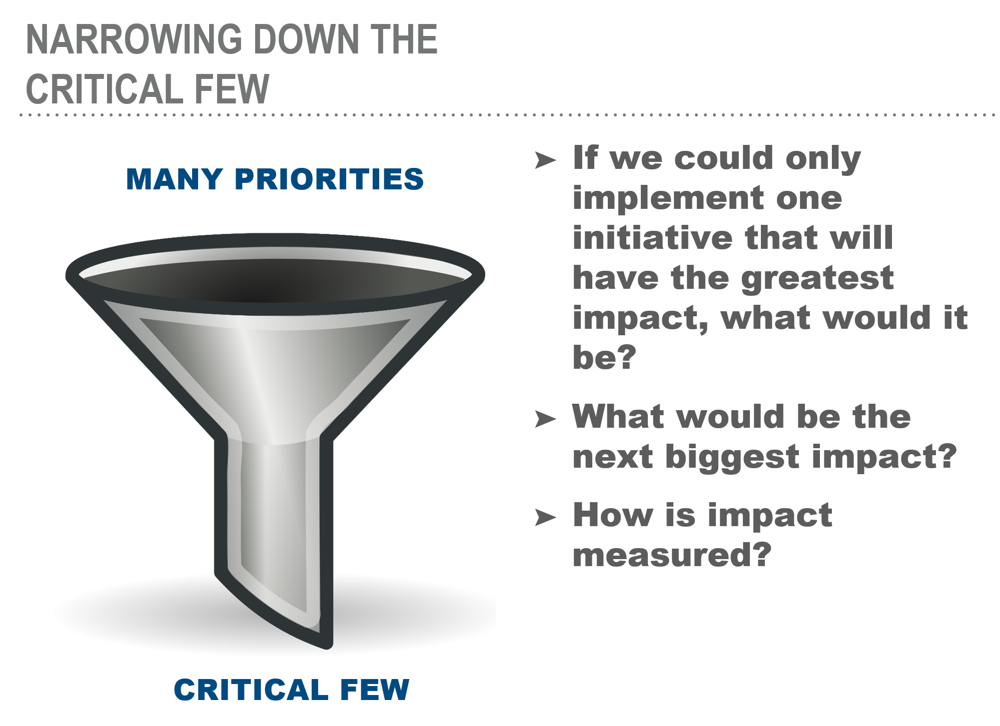 NARROWING DOWN THE
CRITICAL FEW
MANY PRIORITIES
CRITICAL FEW
➤ If we could only
implement one
initiative that will
have the greatest
impact, what would it
be?
➤ What would be the
next biggest impact?
➤ How is impact
measured?